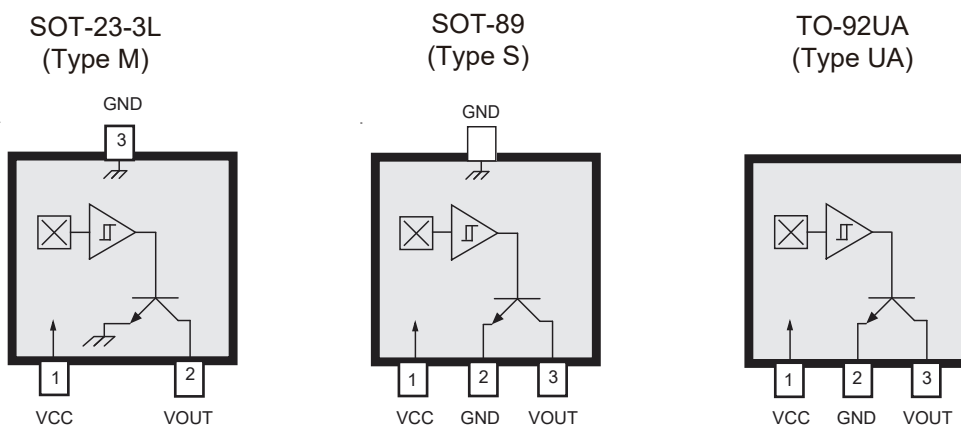 SOT-23-3L
(Type M)
GND
3
1
2
VCC
VOUT
SOT-89
(Type S)
GND
1
2
3
VCC
GND
VOUT
TO-92UA
(Type UA)
1
2
3
VCC
GND
VOUT